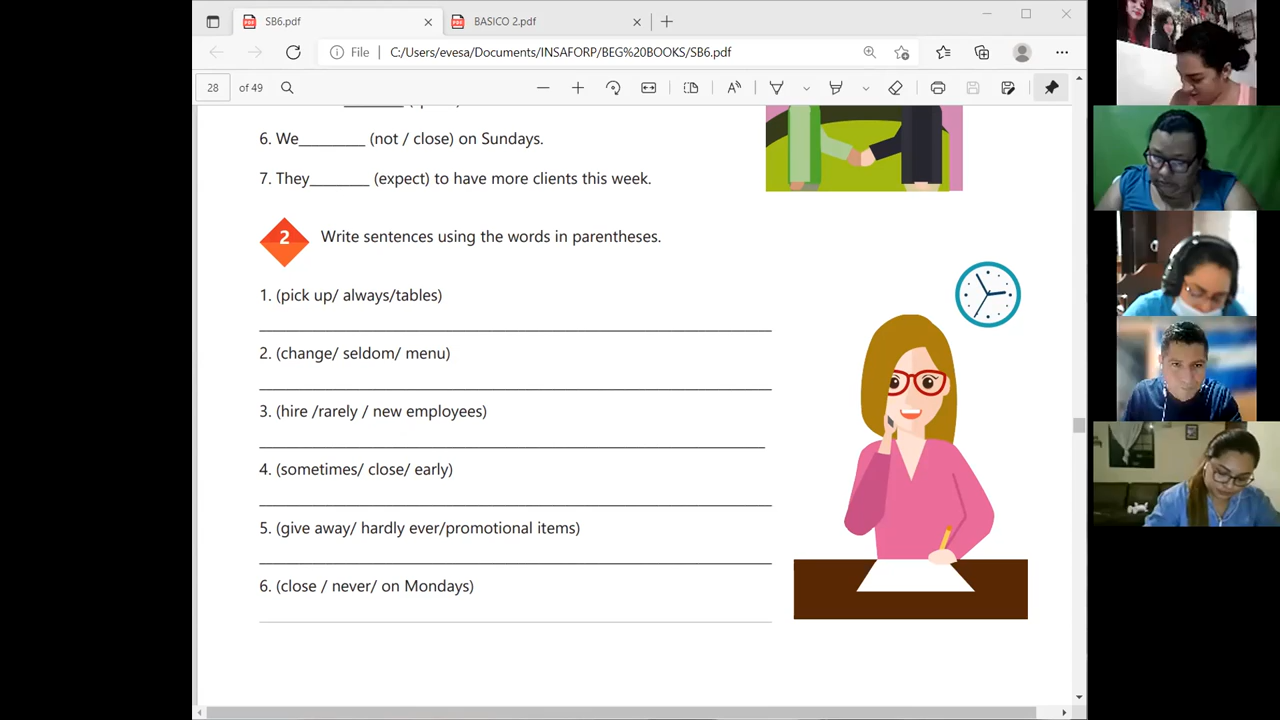 SB6.pdf
BASICO 2.pdf
File
C:/Users/evesa/Documents/INSAFORP/BEG%20BOOKS/SB6.pdf
28 of 49
6. We________ (not / close) on Sundays.
7. They_______ (expect) to have more clients this week.
2 Write sentences using the words in parentheses.
1. (pick up/ always/tables)
2. (change/ seldom/ menu)
3. (hire /rarely / new employees)
4. (sometimes/ close/ early)
5. (give away/ hardly ever/promotional items)
6. (close / never/ on Mondays)